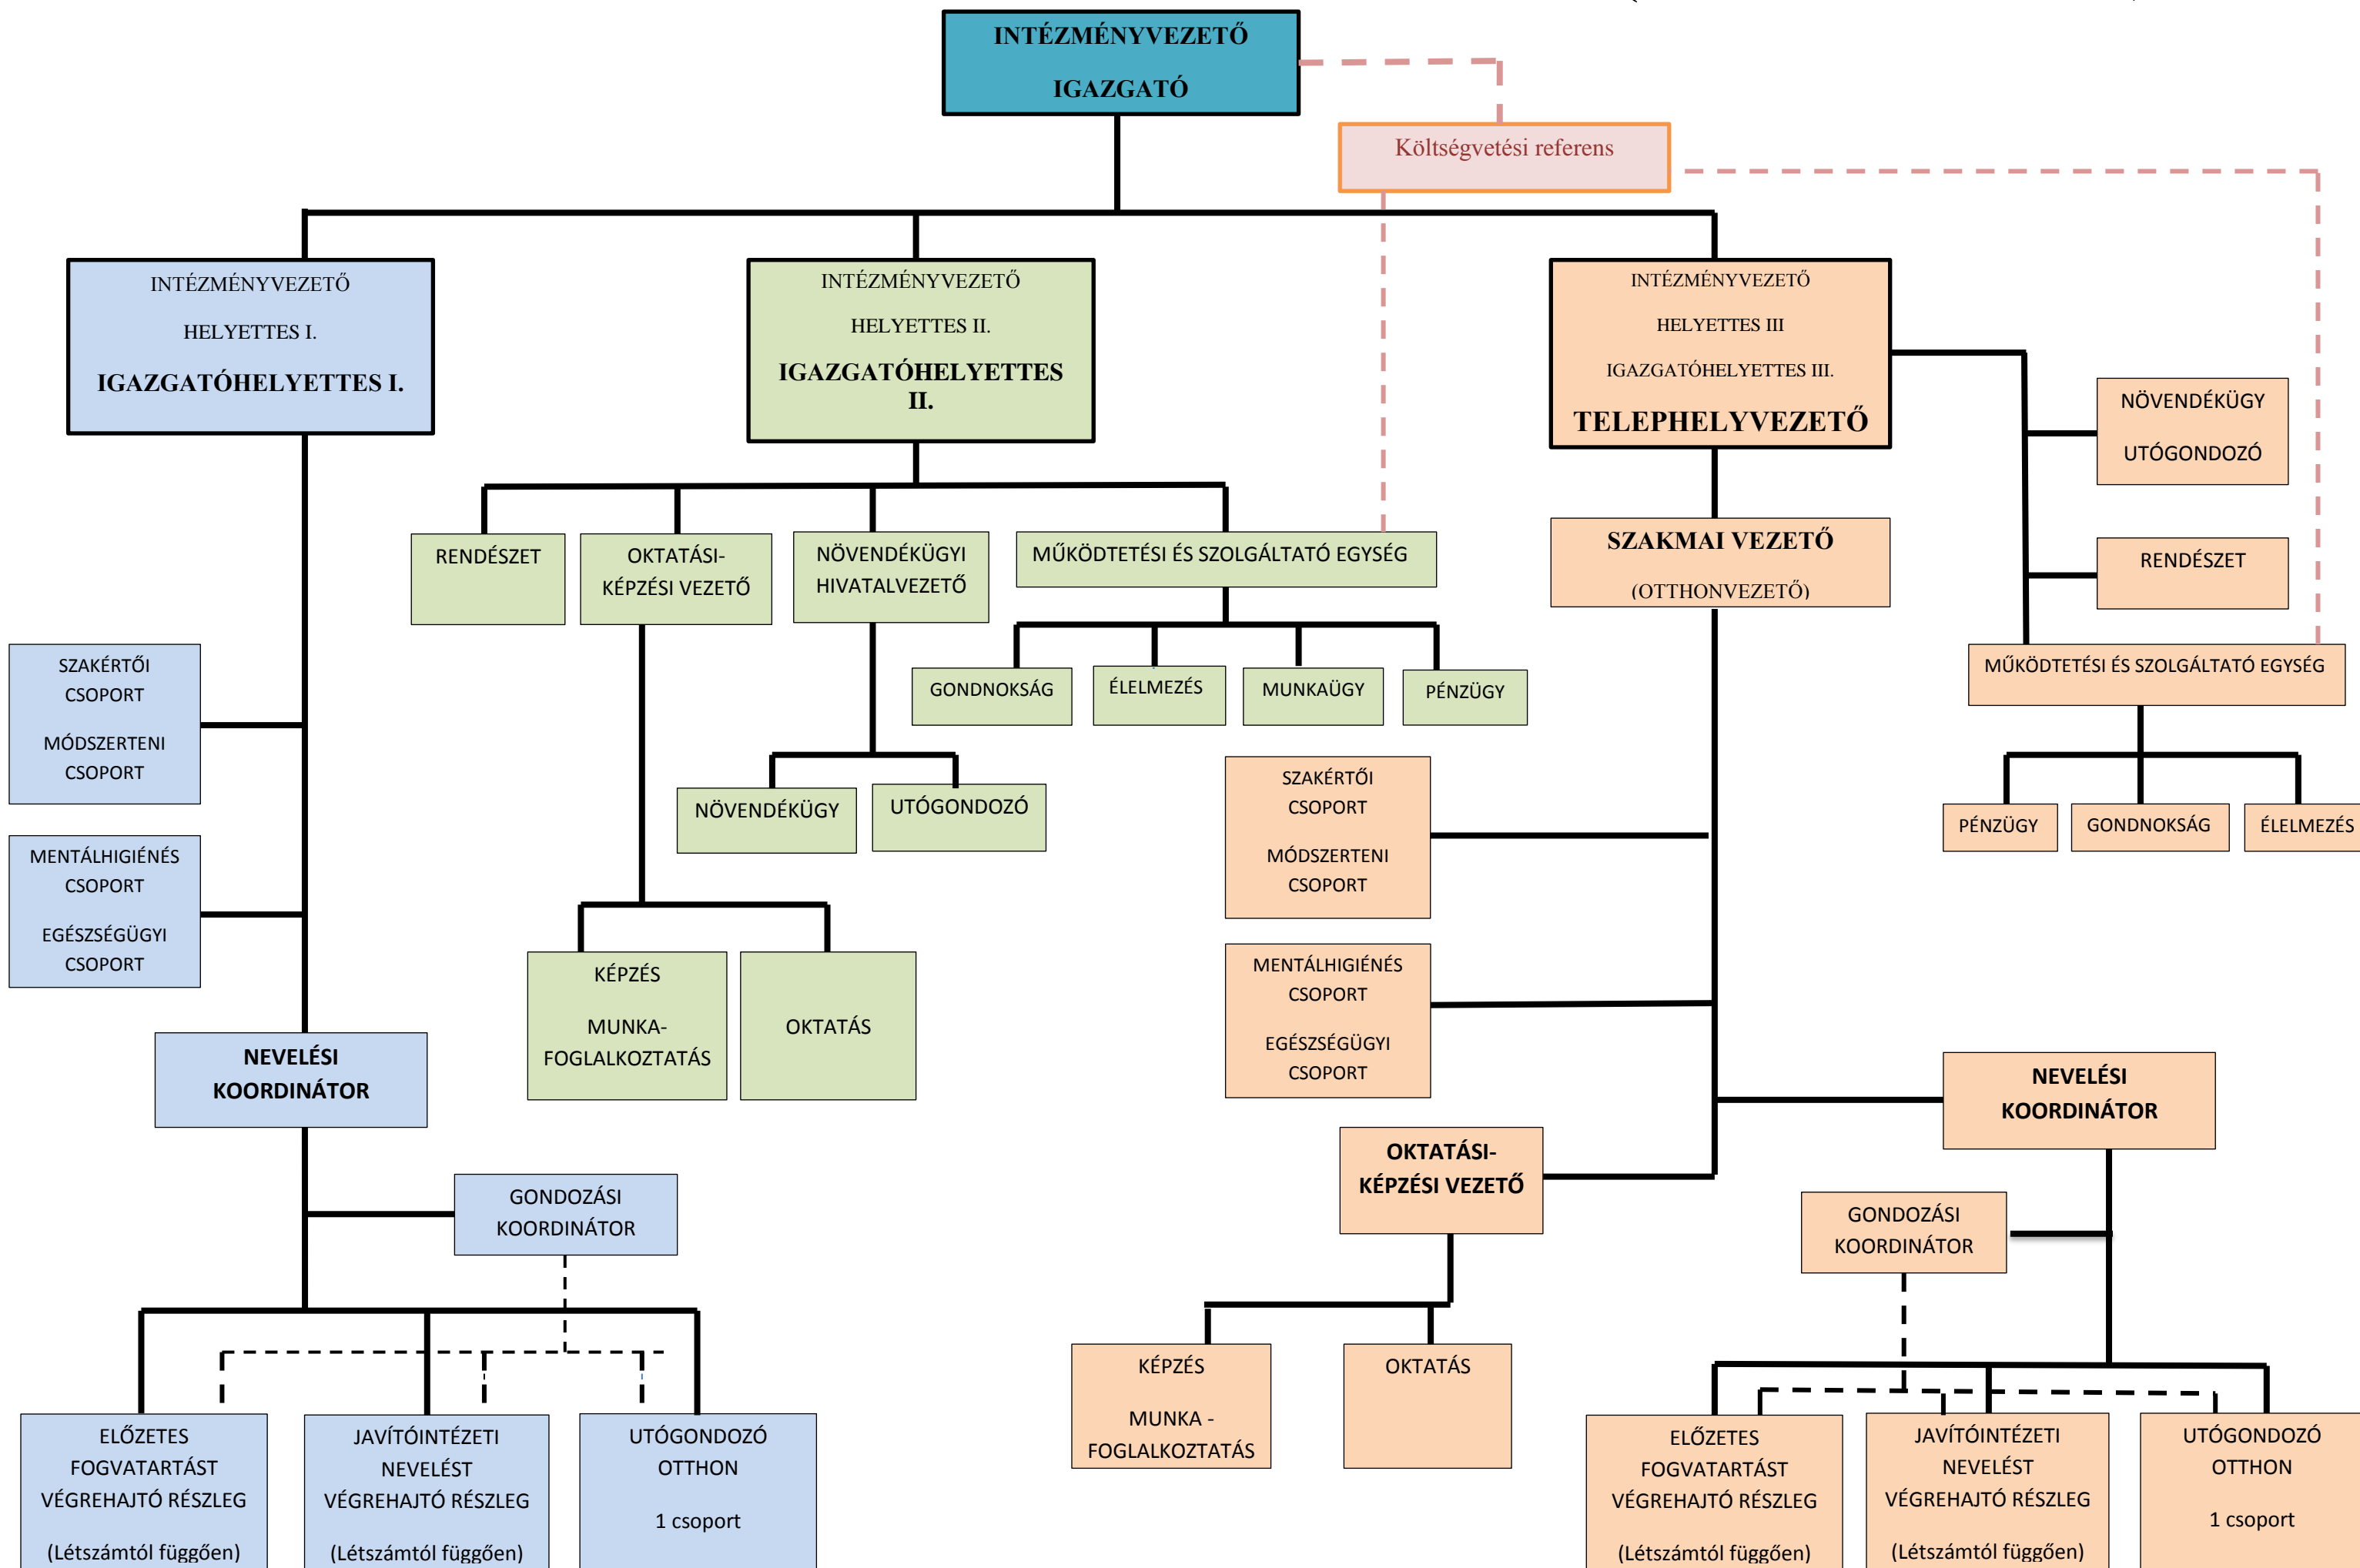 INTÉZMÉNYVEZETŐ
IGAZGATÓ
Költségvetési referens
INTÉZMÉNYVEZETŐ
HELYETTES I.
IGAZGATÓHELYETTES I.
INTÉZMÉNYVEZETŐ
HELYETTES II.
IGAZGATÓHELYETTES
II.
INTÉZMÉNYVEZETŐ
HELYETTES III
IGAZGATÓHELYETTES III.
TELEPHELYVEZETŐ
NÖVENDÉKÜGY
UTÓGONDOZÓ
RENDÉSZET
OKTATÁSI-
KÉPZÉSI VEZETŐ
NÖVENDÉKÜGYI
HIVATALVEZETŐ
MŰKÖDTETÉSI ÉS SZOLGÁLTATÓ EGYSÉG
SZAKMAI VEZETŐ
(OTTHONVEZETŐ)
RENDÉSZET
SZAKÉRTŐI
CSOPORT
MÓDSZERTENI
CSOPORT
GONDNOKSÁG
ÉLELMEZÉS
MUNKAÜGY
PÉNZÜGY
MŰKÖDTETÉSI ÉS SZOLGÁLTATÓ EGYSÉG
NÖVENDÉKÜGY
UTÓGONDOZÓ
SZAKÉRTŐI
CSOPORT
MÓDSZERTENI
CSOPORT
PÉNZÜGY
GONDNOKSÁG
ÉLELMEZÉS
MENTÁLHIGIÉNÉS
CSOPORT
EGÉSZSÉGÜGYI
CSOPORT
KÉPZÉS
MUNKA-
FOGLALKOZTATÁS
OKTATÁS
MENTÁLHIGIÉNÉS
CSOPORT
EGÉSZSÉGÜGYI
CSOPORT
NEVELÉSI
KOORDINÁTOR
NEVELÉSI
KOORDINÁTOR
OKTATÁSI-
KÉPZÉSI VEZETŐ
GONDOZÁSI
KOORDINÁTOR
GONDOZÁSI
KOORDINÁTOR
KÉPZÉS
MUNKA -
FOGLALKOZTATÁS
OKTATÁS
ELŐZETES
FOGVATARTÁST
VÉGREHAJTÓ RÉSZLEG
(Létszámtól függően)
JAVÍTÓINTÉZETI
NEVELÉST
VÉGREHAJTÓ RÉSZLEG
(Létszámtól függően)
UTÓGONDOZÓ
OTTHON
1 csoport
ELŐZETES
FOGVATARTÁST
VÉGREHAJTÓ RÉSZLEG
(Létszámtól függően)
JAVÍTÓINTÉZETI
NEVELÉST
VÉGREHAJTÓ RÉSZLEG
(Létszámtól függően)
UTÓGONDOZÓ
OTTHON
1 csoport